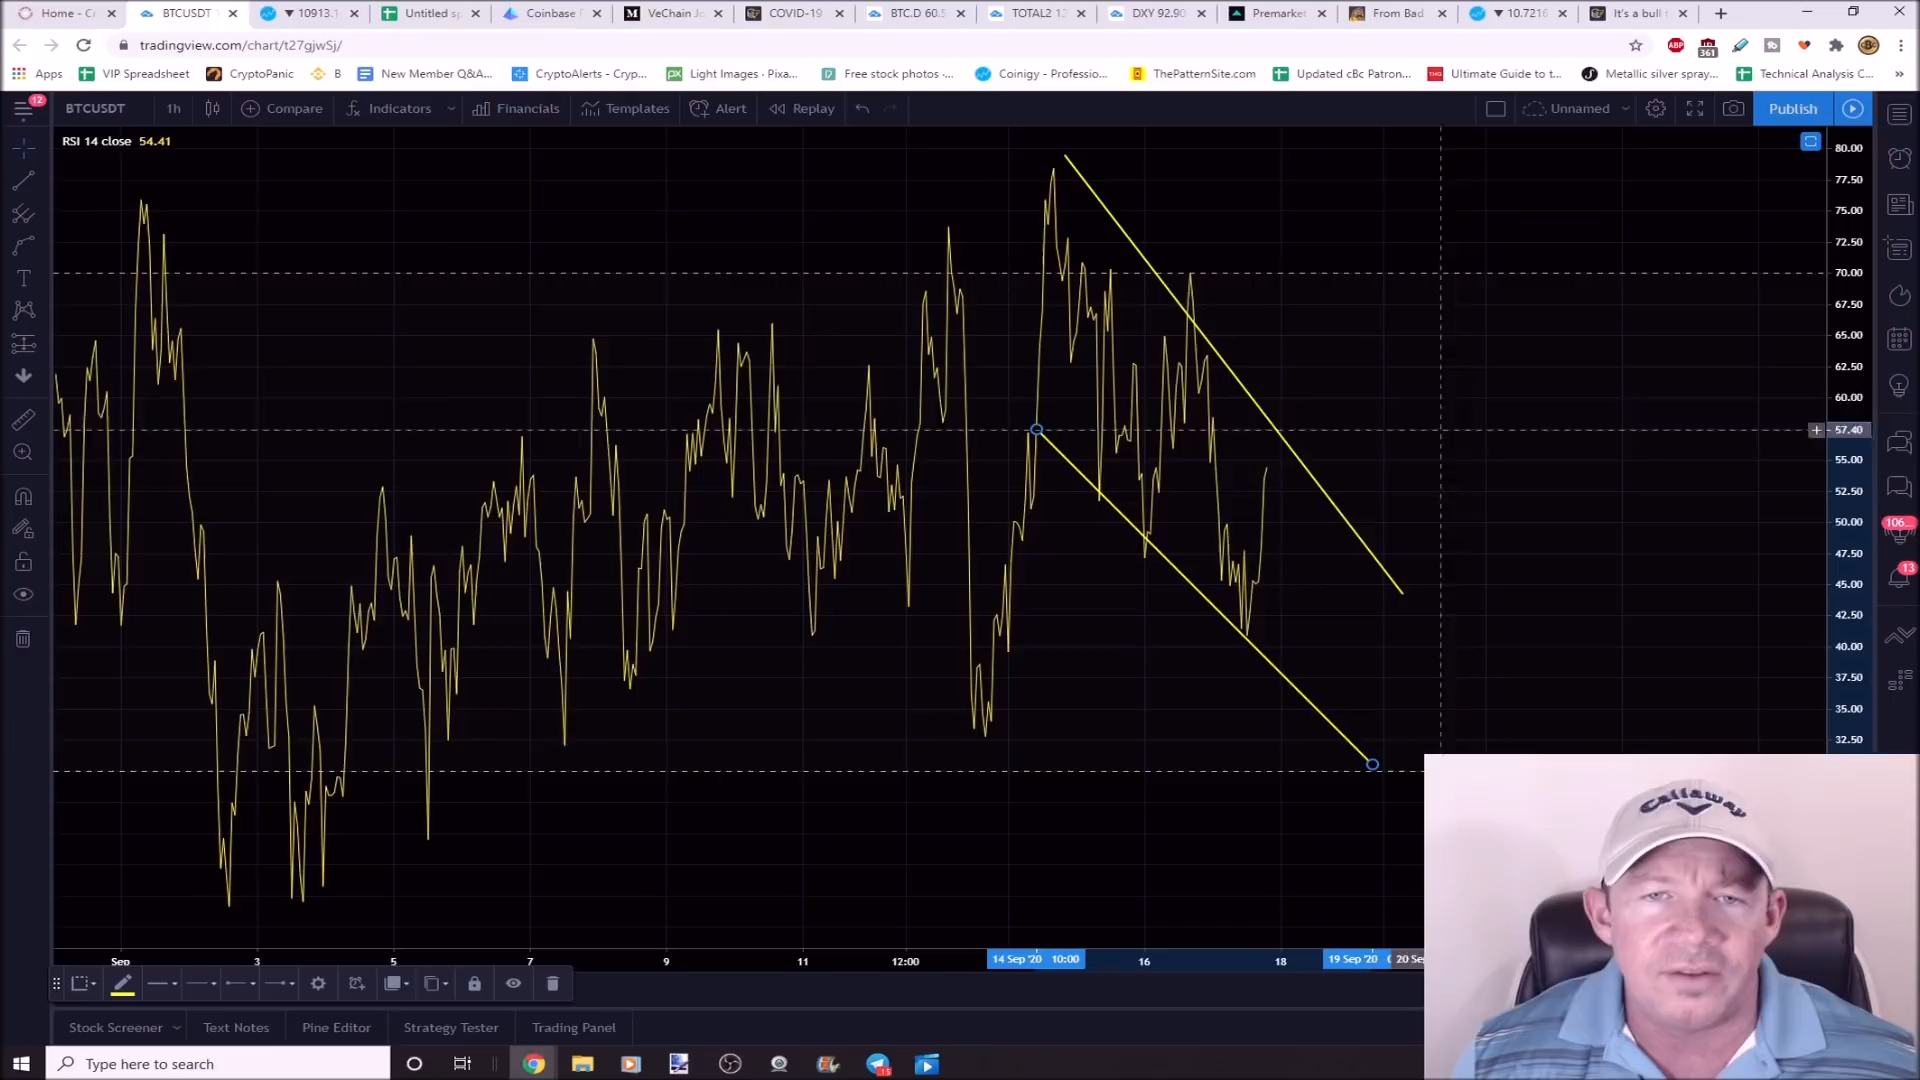 Home - C
BTCUSDT
▼ 10913.1
Untitled s
Coinbase
VeChain J
COVID-19
BTC.D 60.5
TOTAL2 1
DXY 92.90
Premarket
From Bad
▼ 10.7216
It's a bull
tradingview.com/chart/t27gjwSj/
ABP
361
Apps
VIP Spreadsheet
CryptoPanic
B
New Member Q&A...
CryptoAlerts - Cryp...
Light Images - Pixa...
Free stock photos -...
Coinigy - Professio...
ThePatternSite.com
Updated cBc Patron...
Ultimate Guide to t...
Metallic silver spray...
Technical Analysis C...
»
12
BTCUSDT
1h
Compare
Indicators
Financials
Templates
Alert
Replay
Unnamed
Publish
RSI 14 close 54.41
80.00
77.50
75.00
72.50
70.00
67.50
65.00
62.50
60.00
57.40
55.00
52.50
50.00
47.50
45.00
42.50
40.00
37.50
35.00
32.50
106...
13
Sep
3
5
7
9
11
12:00
14 Sep '20 10:00
16
18
19 Sep '20
20 Se
Callaway
Stock Screener
Text Notes
Pine Editor
Strategy Tester
Trading Panel
Type here to search
15